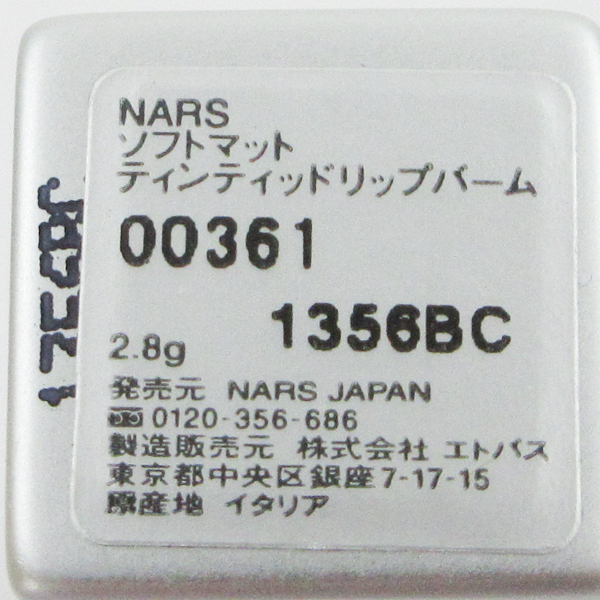 NARS
ソフトマット
ティンティッドリップバーム
00361
1356BC
2.8g
発売元 NARS JAPAN
0120-356-686
製造販売元 株式会社 エトバス
東京都中央区銀座7-17-15
原産地 イタリア